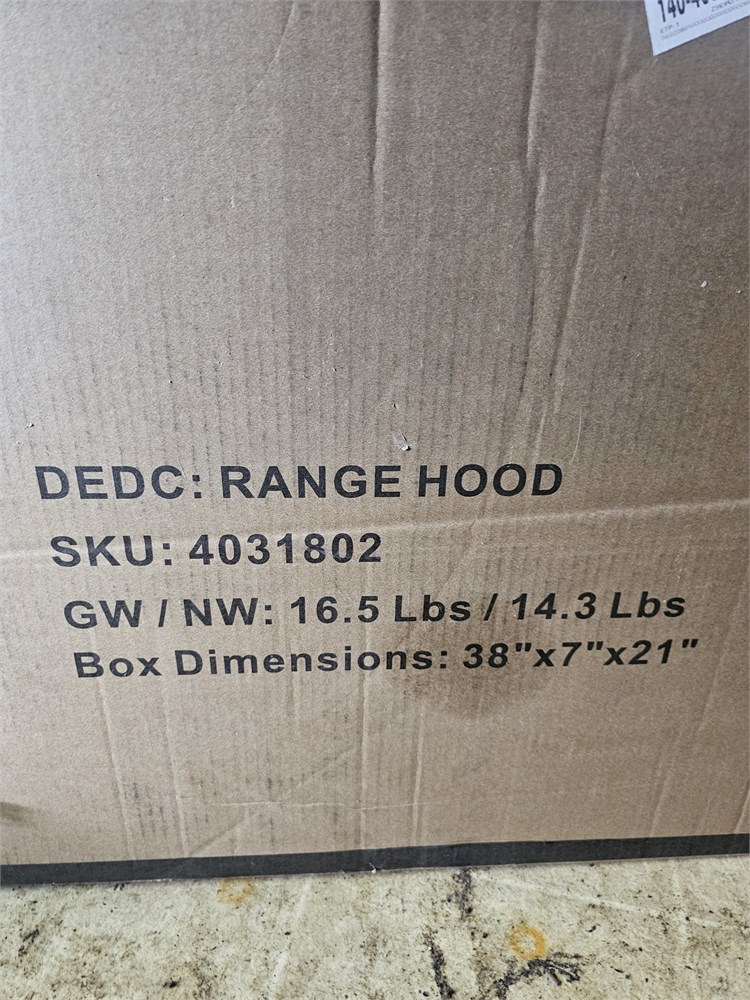 DEDC: RANGE HOOD
SKU: 4031802
GW / NW: 16.5 Lbs / 14.3 Lbs
Box Dimensions: 38"x7"x21"